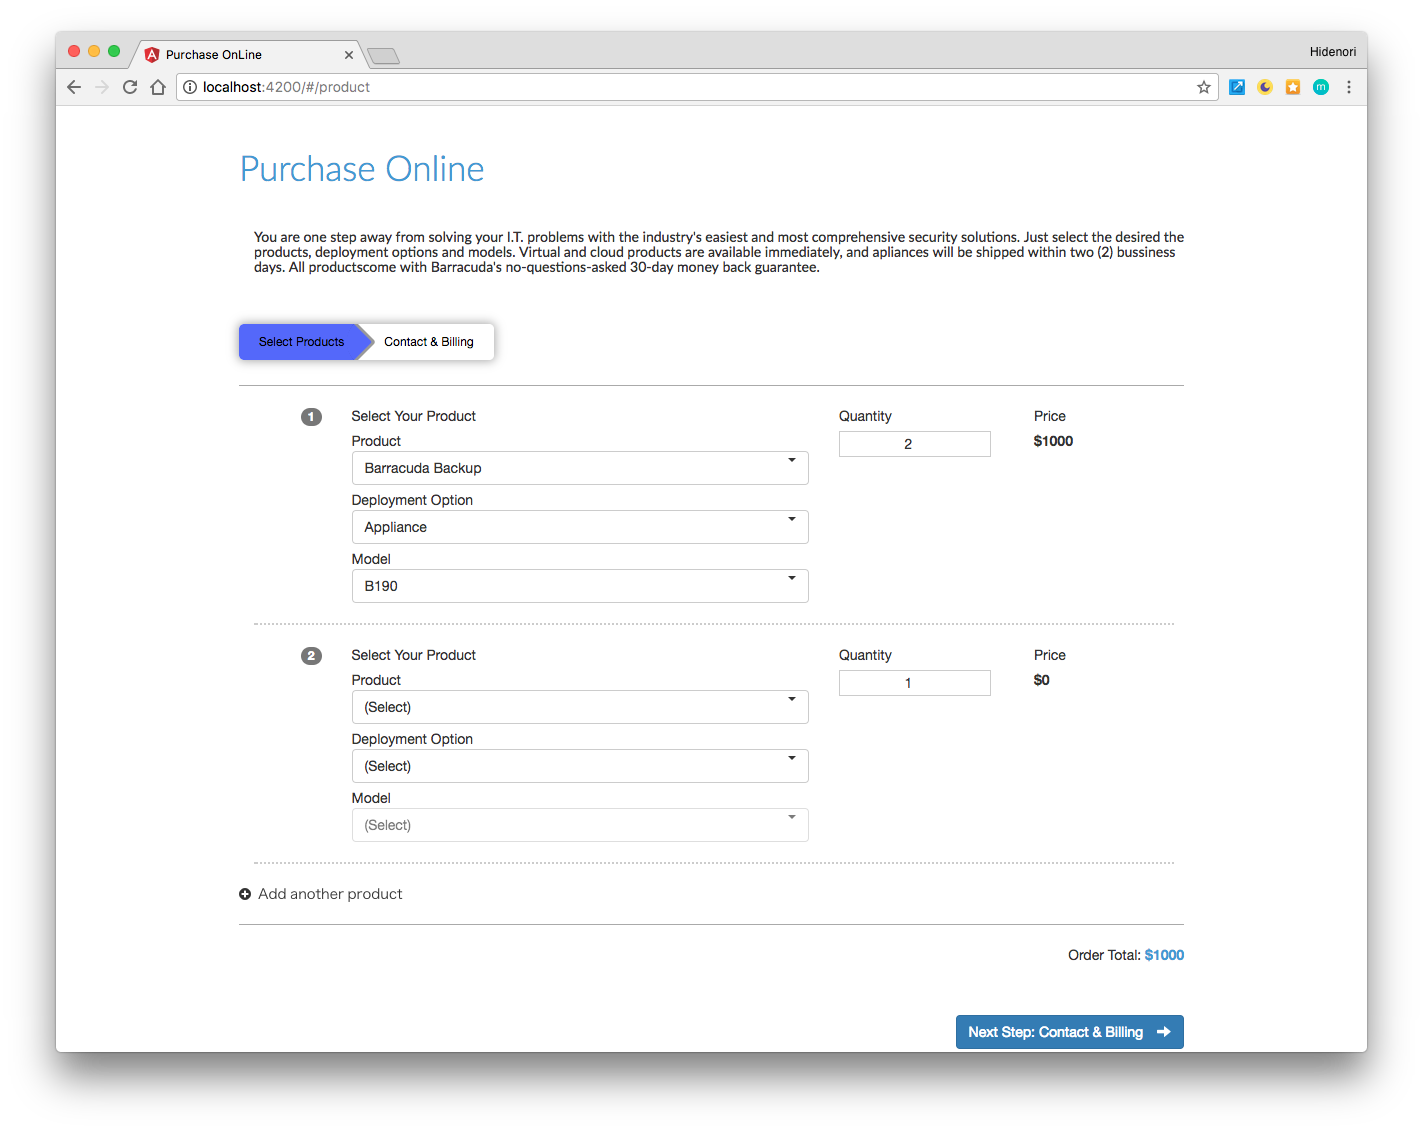 Purchase OnLine
Hidenori
localhost:4200/#/product
m
Purchase Online
You are one step away from solving your I.T. problems with the industry's easiest and most comprehensive security solutions. Just select the desired the
products, deployment options and models. Virtual and cloud products are available immediately, and apliances will be shipped within two (2) bussiness
days. All productscome with Barracuda's no-questions-asked 30-day money back guarantee.
Select Products
Contact & Billing
1
Select Your Product
Quantity
Price
Product
2
$1000
Barracuda Backup
Deployment Option
Appliance
Model
B190
2
Select Your Product
Quantity
Price
Product
1
$0
(Select)
Deployment Option
(Select)
Model
(Select)
Add another product
Order Total: $1000
Next Step: Contact & Billing